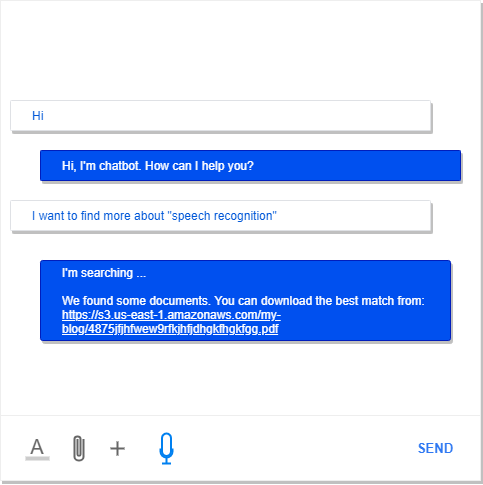 Hi
Hi, I'm chatbot. How can I help you?
I want to find more about "speech recognition"
I'm searching ...
We found some documents. You can download the best match from:
https://s3.us-east-1.amazonaws.com/my-
blog/4875jfjhfwew9rfkjhfjdhgkfhgkfgg.pdf
A
SEND